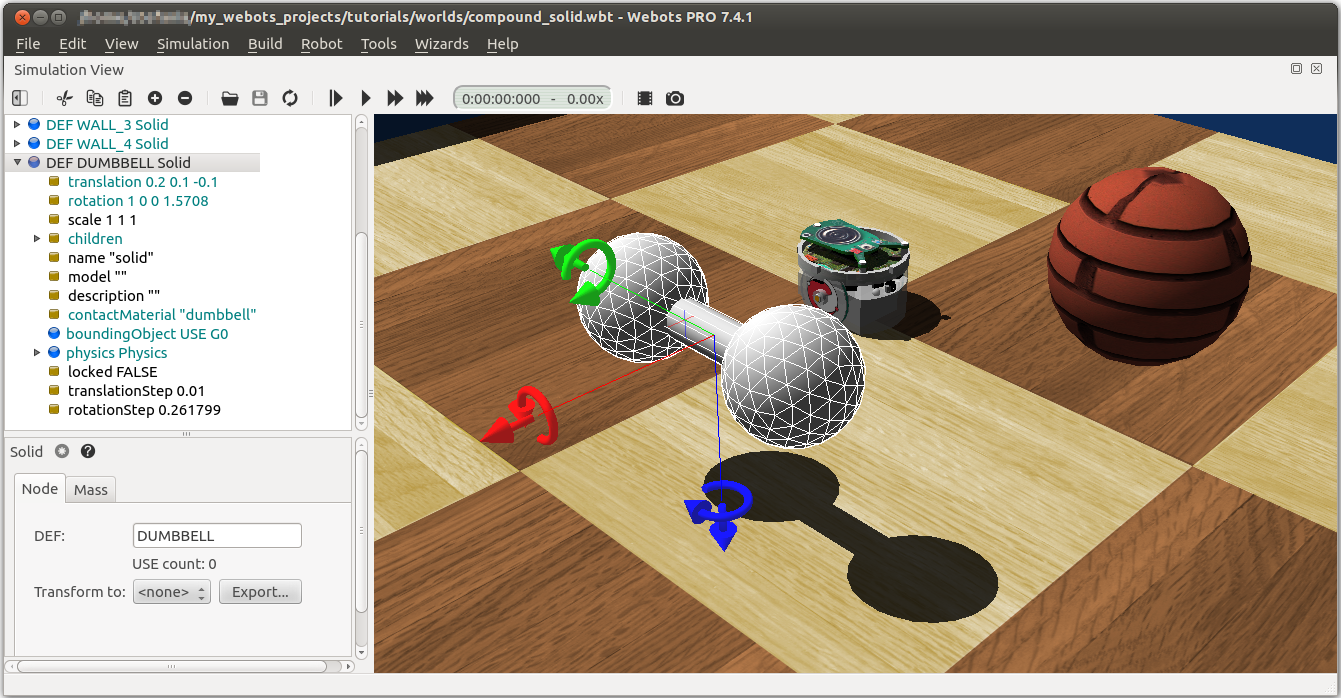 /my_webots_projects/tutorials/worlds/compound_solid.wbt - Webots PRO 7.4.1
File Edit View Simulation Build Robot Tools Wizards Help
Simulation View
0:00:00:000 - 0.00x
DEF WALL_3 Solid
DEF WALL_4 Solid
DEF DUMBBELL Solid
translation 0.2 0.1 -0.1
rotation 1 0 0 1.5708
scale 1 1 1
children
name "solid"
model ""
description ""
contactMaterial "dumbbell"
boundingObject USE G0
physics Physics
locked FALSE
translationStep 0.01
rotationStep 0.261799
Solid
Node Mass
DEF: DUMBBELL
USE count: 0
Transform to: <none> Export...